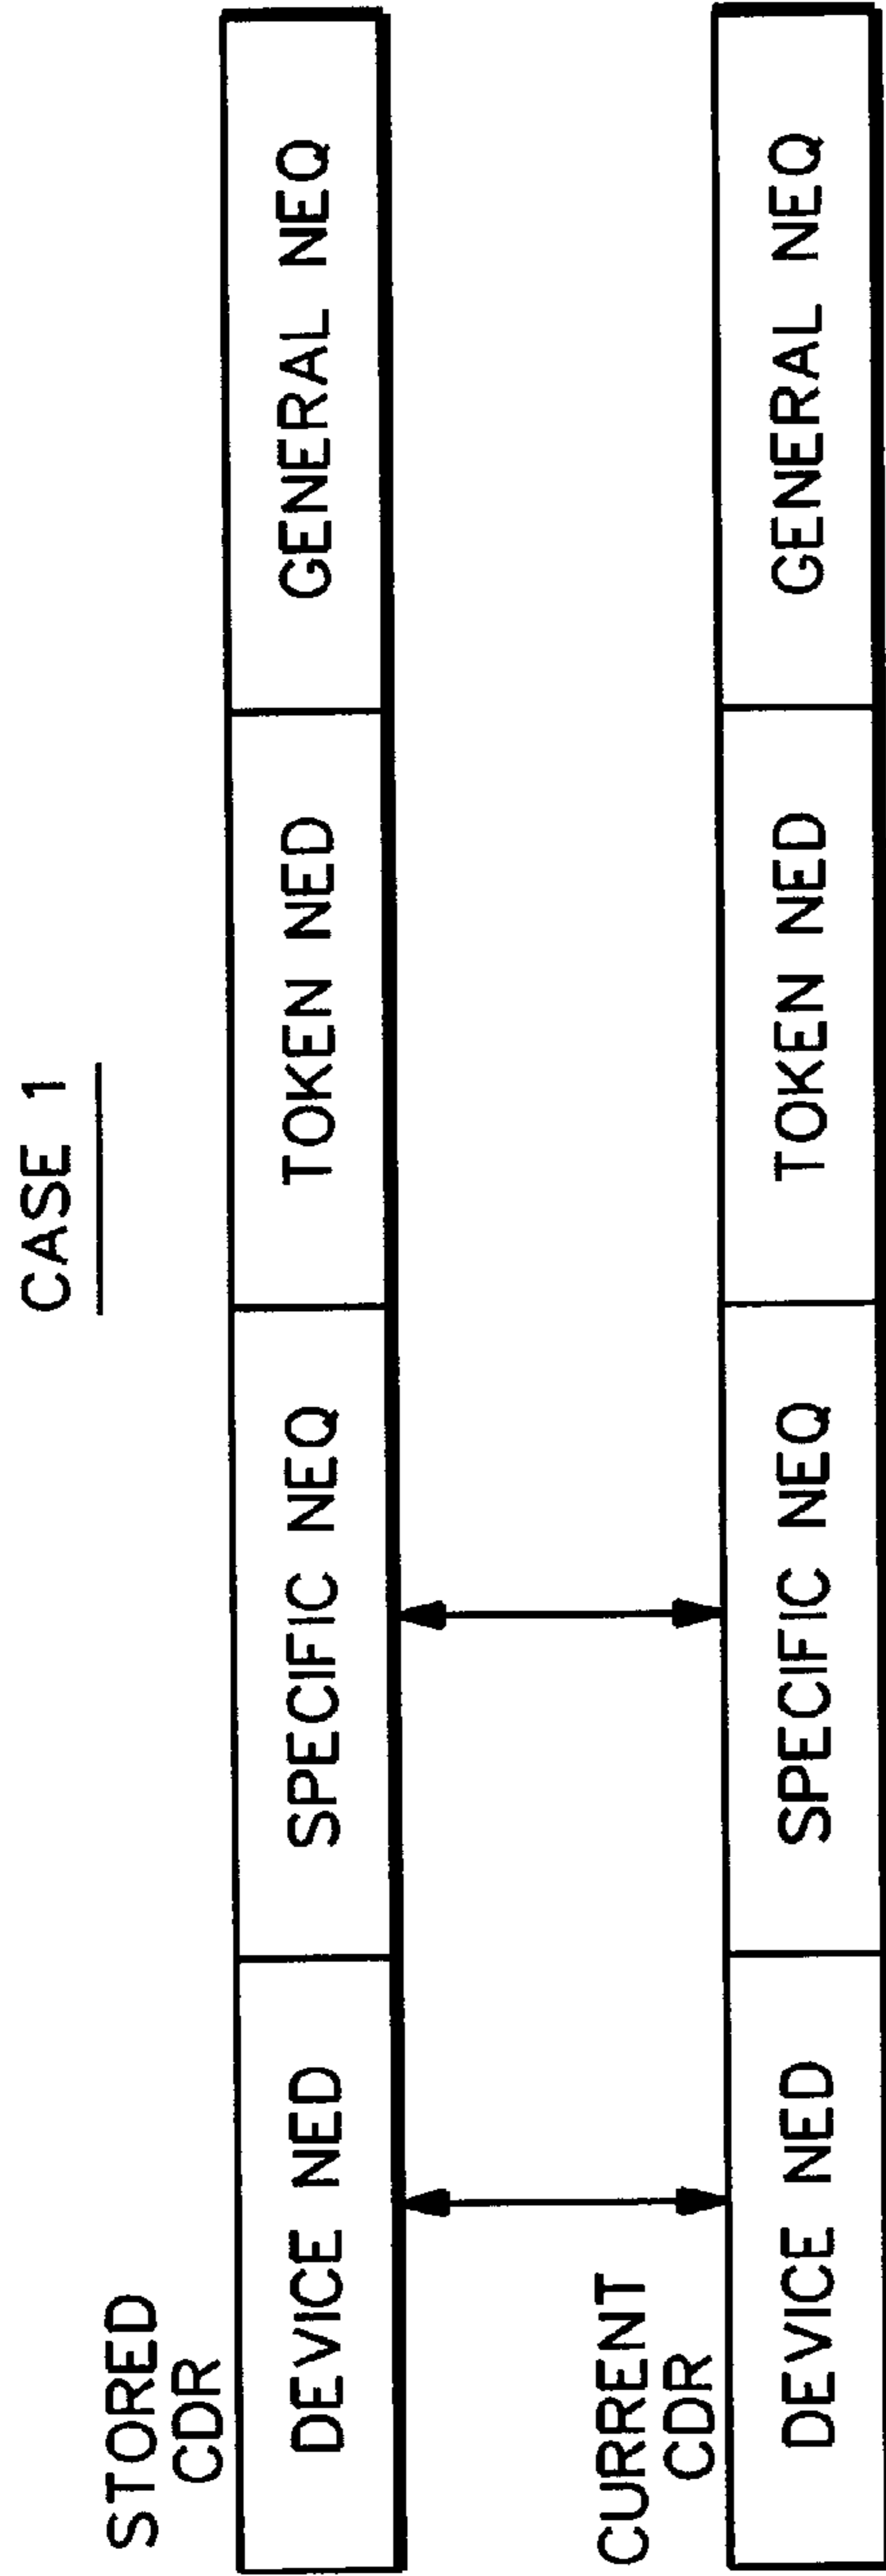 CASE 1
STORED
CDR
DEVICE NED
SPECIFIC NEQ
TOKEN NED
GENERAL NEQ
CURRENT
CDR
DEVICE NED
SPECIFIC NEQ
TOKEN NED
GENERAL NEQ